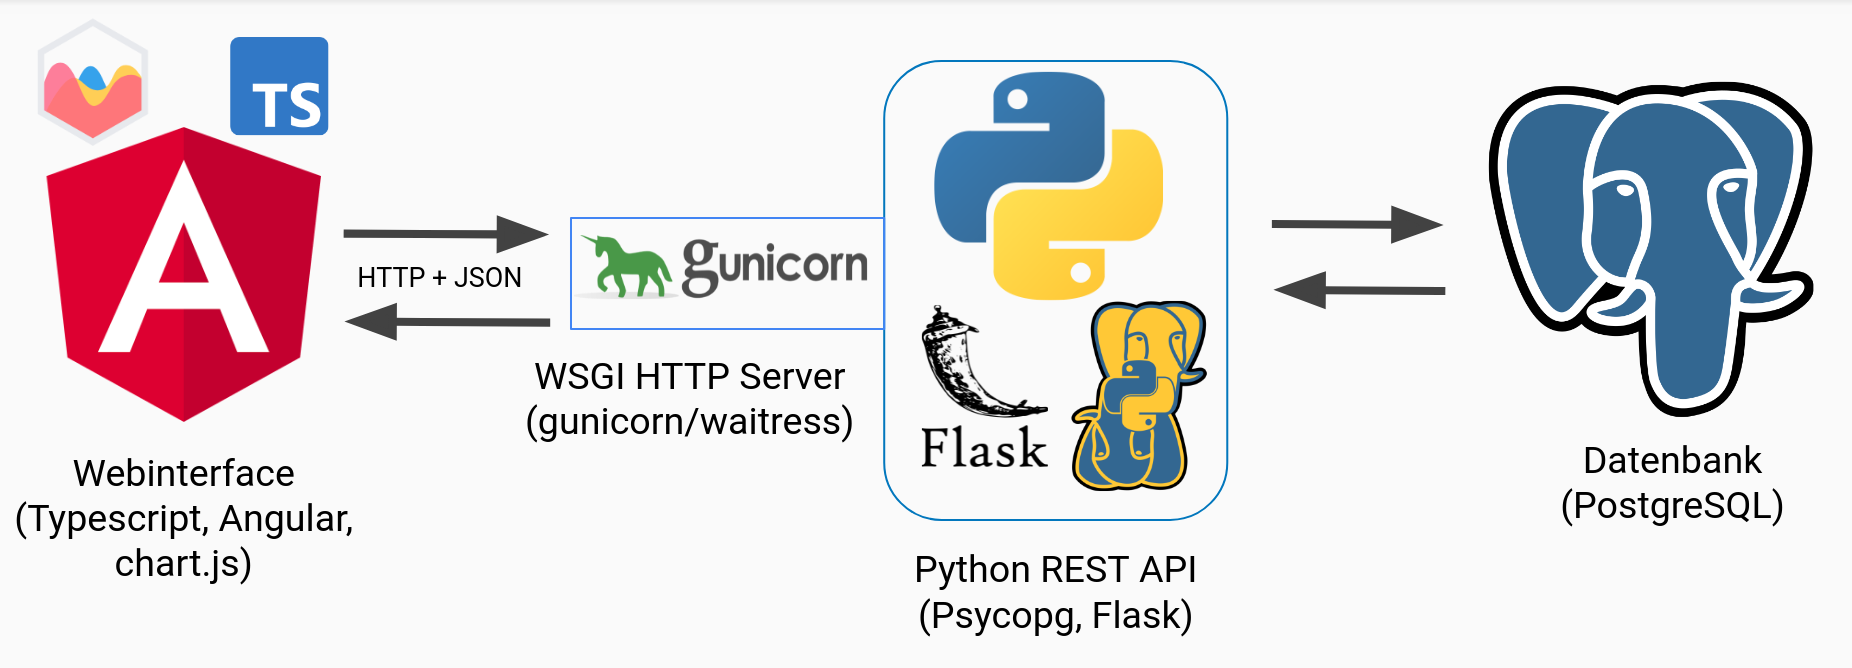 TS
A
HTTP + JSON
gunicorn
WSGI HTTP Server
(gunicorn/waitress)
Flask
Webinterface
(Typescript, Angular,
chart.js)
Python REST API
(Psycopg, Flask)
Datenbank
(PostgreSQL)